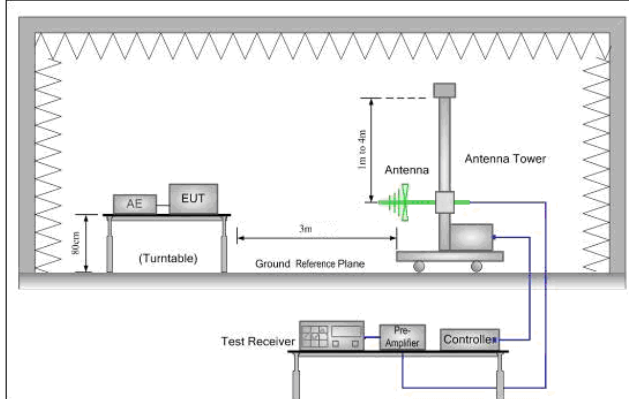 1m to 4m
Antenna
Antenna Tower
AE
EUT
80cm
(Turntable)
3m
Ground Reference Plane
Test Receiver
Pre-
Amplifier
Controller